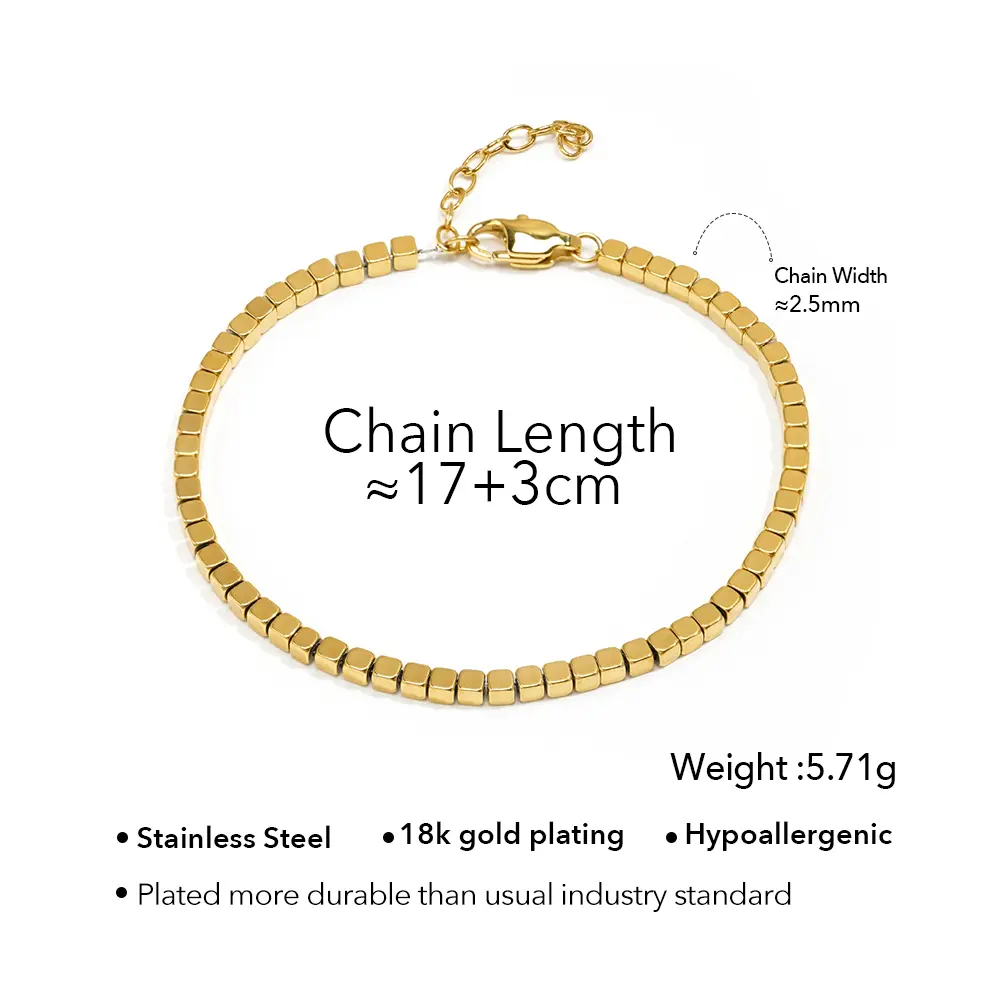 Chain Width
≈2.5mm
Chain Length
≈17+3cm
Weight :5.71g
• Stainless Steel
• 18k gold plating
• Hypoallergenic
• Plated more durable than usual industry standard